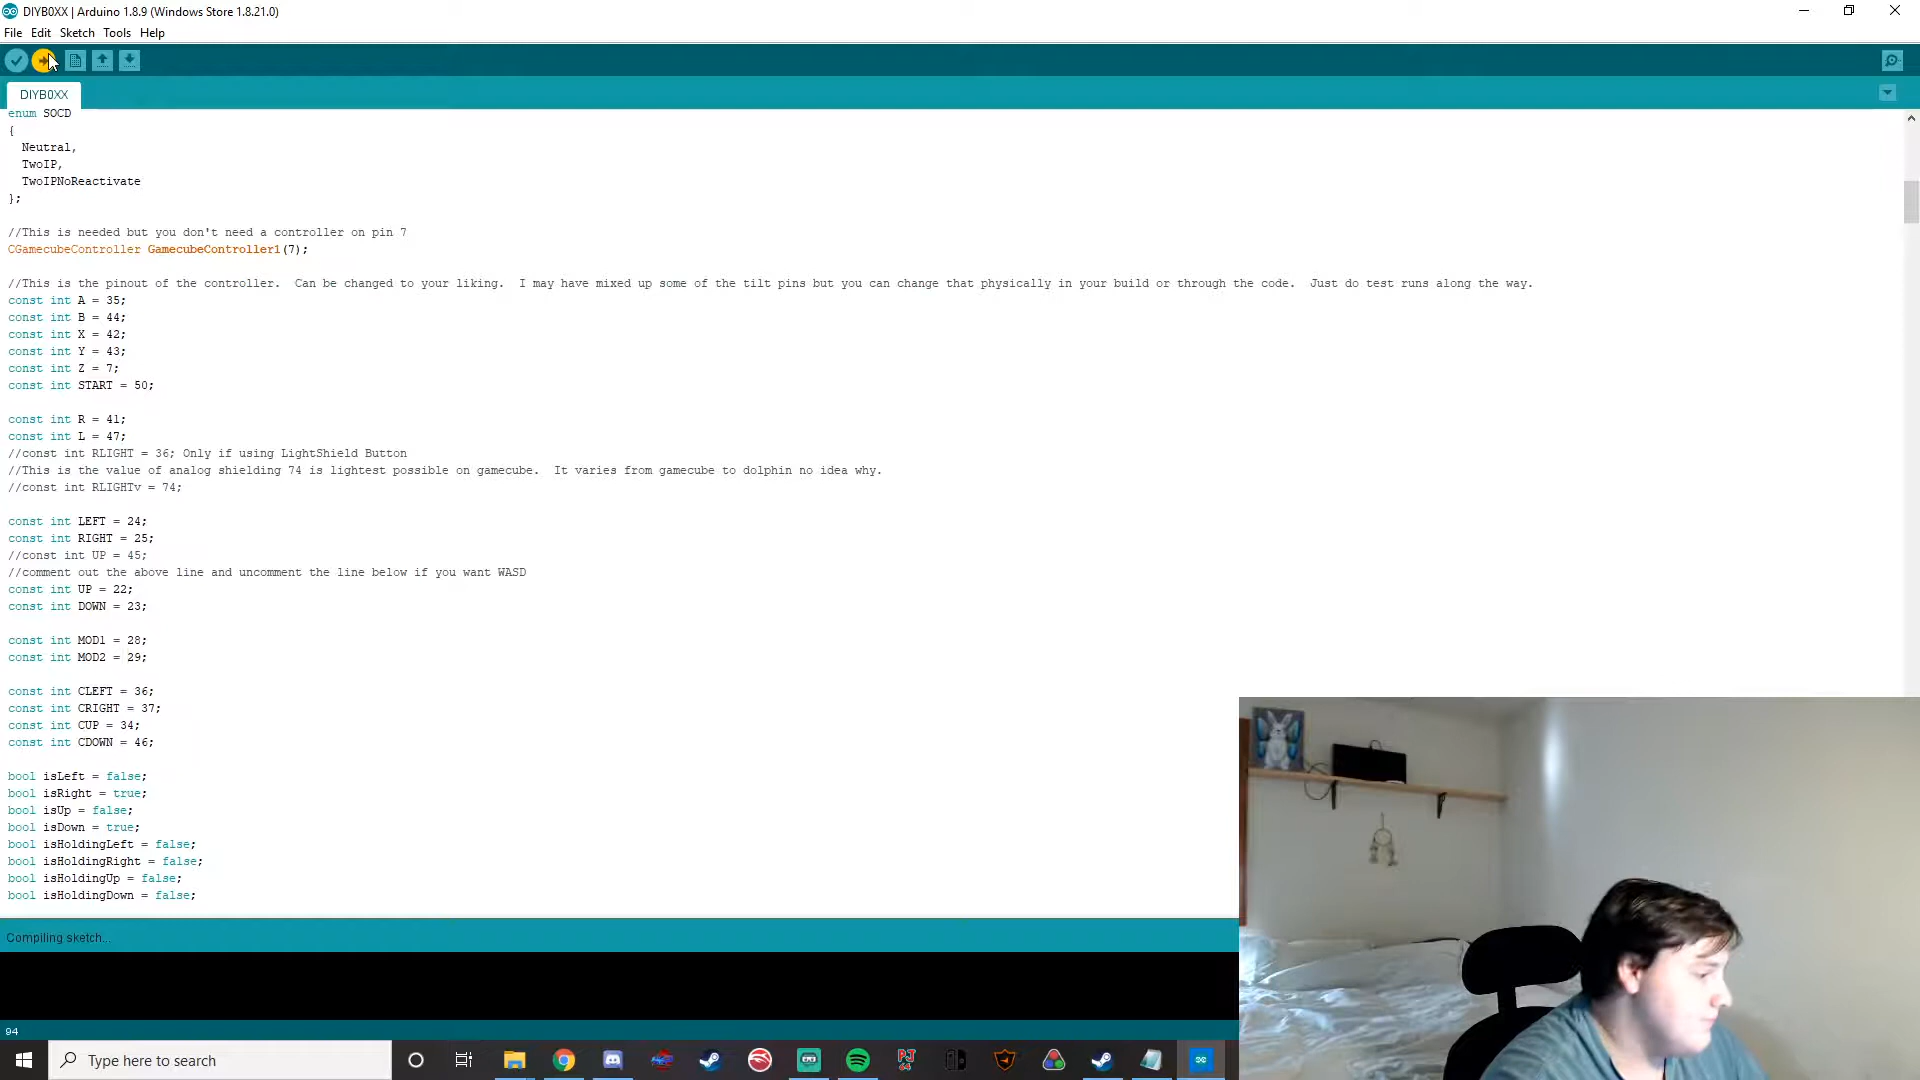 DIYB0XX | Arduino 1.8.9 (Windows Store 1.8.21.0)
File Edit Sketch Tools Help
DIYB0XX
enum SOCD
{
Neutral,
TwoIP,
TwoIPNoReactivate
};
//This is needed but you don't need a controller on pin 7
CGamecubeController GamecubeController1(7);
//This is the pinout of the controller.  Can be changed to your liking.  I may have mixed up some of the tilt pins but you can change that physically in your build or through the code.  Just do test runs along the way.
const int A = 35;
const int B = 44;
const int X = 42;
const int Y = 43;
const int Z = 7;
const int START = 50;
const int R = 41;
const int L = 47;
//const int RLIGHT = 36; Only if using LightShield Button
//This is the value of analog shielding 74 is lightest possible on gamecube.  It varies from gamecube to dolphin no idea why.
//const int RLIGHTv = 74;
const int LEFT = 24;
const int RIGHT = 25;
//const int UP = 45;
//comment out the above line and uncomment the line below if you want WASD
const int UP = 22;
const int DOWN = 23;
const int MOD1 = 28;
const int MOD2 = 29;
const int CLEFT = 36;
const int CRIGHT = 37;
const int CUP = 34;
const int CDOWN = 46;
bool isLeft = false;
bool isRight = true;
bool isUp = false;
bool isDown = true;
bool isHoldingLeft = false;
bool isHoldingRight = false;
bool isHoldingUp = false;
bool isHoldingDown = false;
Compiling sketch...
94
Type here to search